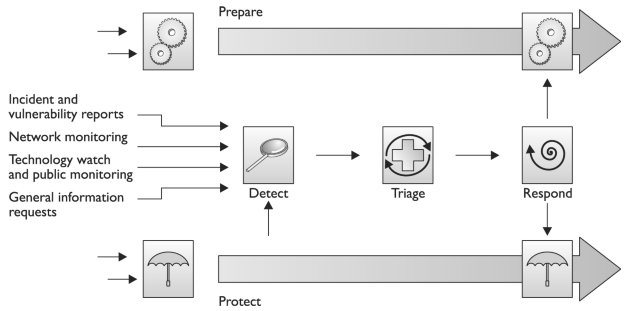 Prepare
Incident and
vulnerability reports
Network monitoring
Technology watch
and public monitoring
General information
requests
Detect
Triage
Respond
Protect